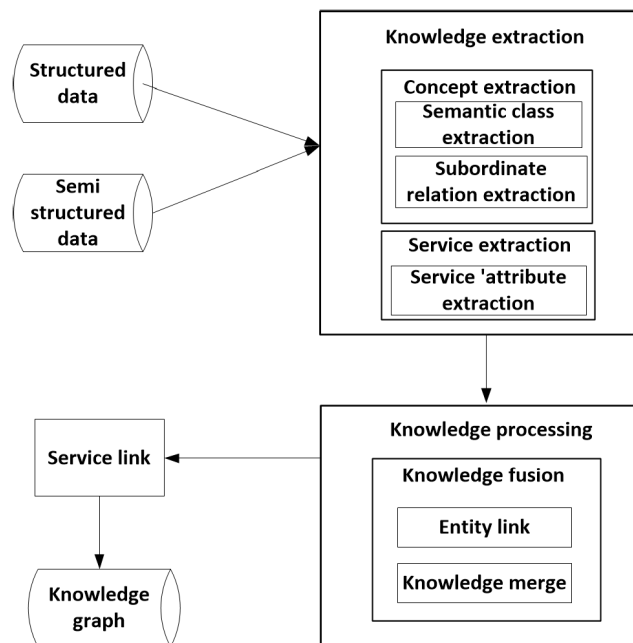 Structured
data
Semi
structured
data
Knowledge extraction
Concept extraction
Semantic class
extraction
Subordinate
relation extraction
Service extraction
Service 'attribute
extraction
Knowledge processing
Knowledge fusion
Entity link
Knowledge merge
Service link
Knowledge
graph